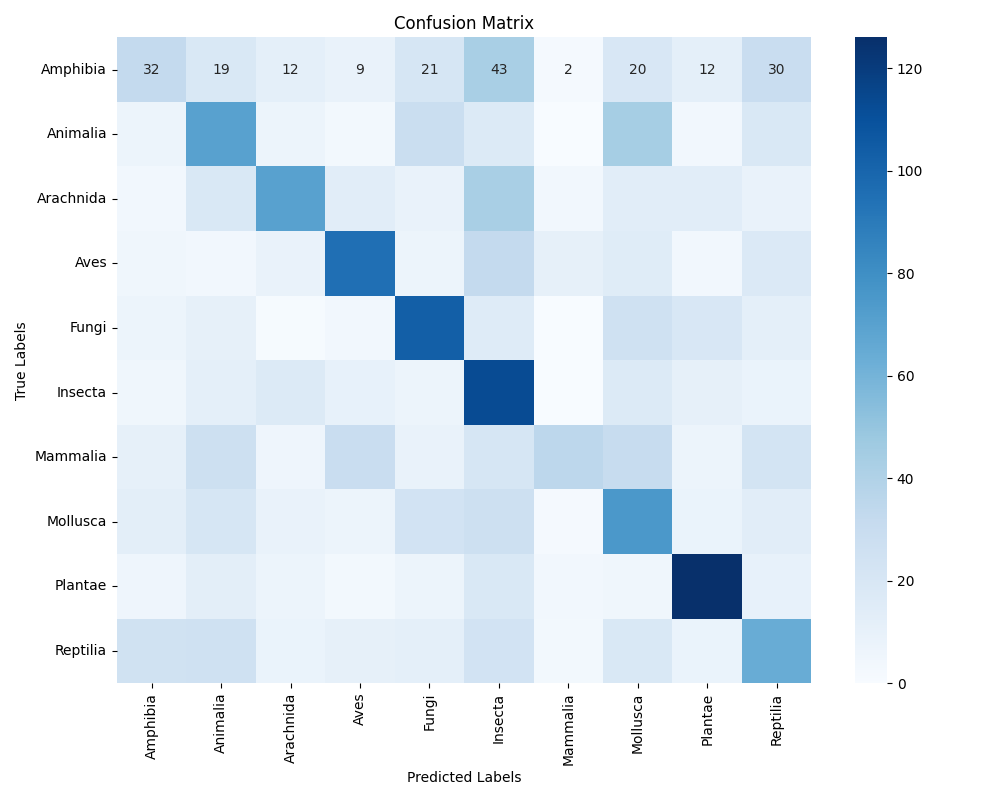 Confusion Matrix
Amphibia 32 19 12 9 21 43 2 20 12 30
Animalia
Arachnida
Aves
Fungi
Insecta
Mammalia
Mollusca
Plantae
Reptilia
True Labels
Amphibia Animalia Arachnida Aves Fungi Insecta Mammalia Mollusca Plantae Reptilia
Predicted Labels
120
100
80
60
40
20
0